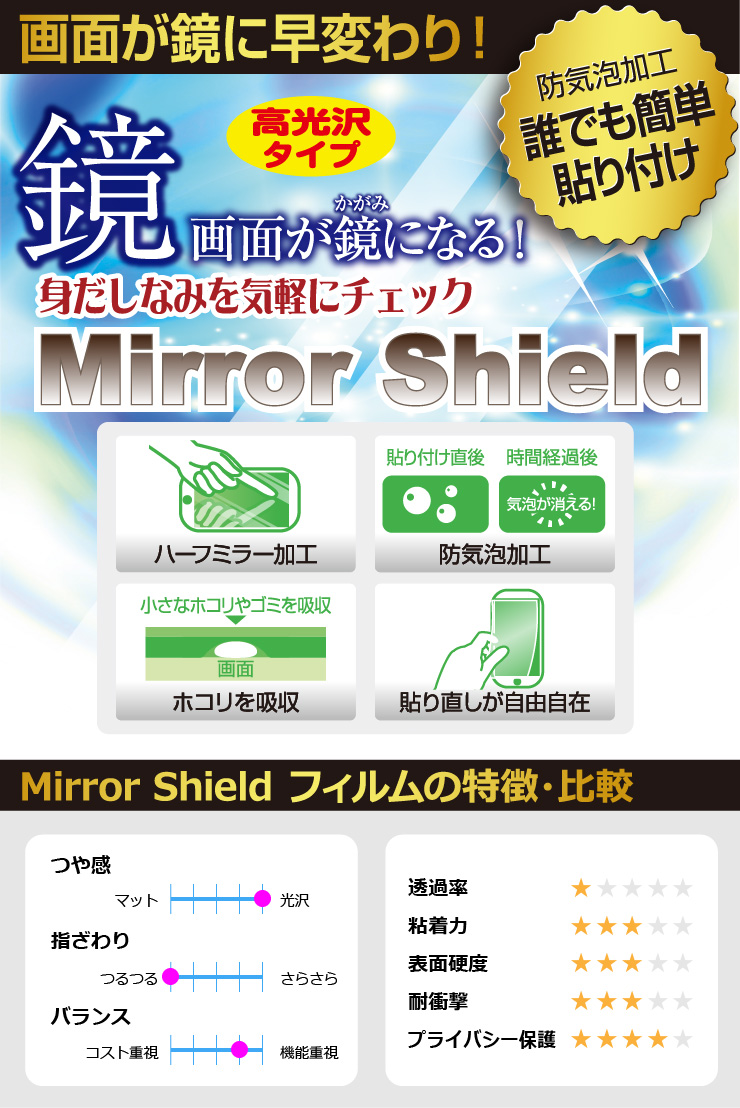 画面が鏡に早変わり!
防気泡加工
誰でも簡単
貼り付け
高光沢
タイプ
鏡
かがみ
画面が鏡になる!
身だしなみを気軽にチェック
Mirror Shield
ハーフミラー加工
貼り付け直後 時間経過後
気泡が消える!
防気泡加工
小さなホコリやゴミを吸収
画面
ホコリを吸収
貼り直しが自由自在
Mirror Shield フィルムの特徴・比較
つや感
マット 光沢
指ざわり
つるつる さらさら
バランス
コスト重視 機能重視
透過率 ★★★★★
粘着力 ★★★★★
表面硬度 ★★★★★
耐衝撃 ★★★★★
プライバシー保護 ★★★★★